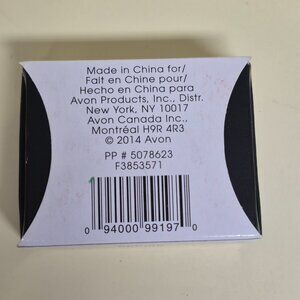 Made in China for/
Fait en Chine pour/
Hecho en China para
Avon Products, Inc., Distr.
New York, NY 10017
Avon Canada Inc.,
Montréal H9R 4R3
© 2014 Avon
PP # 5078623
F3853571
0 94000 99197 0